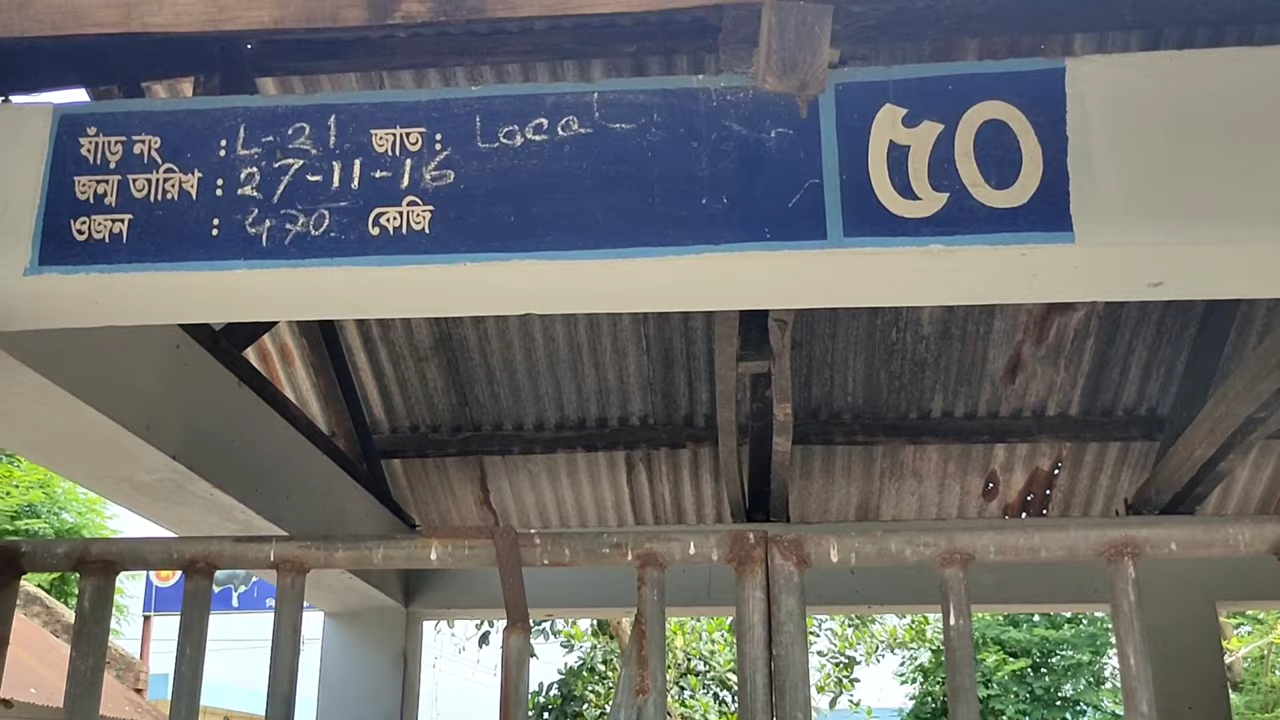 ষাঁড় নং : L-21 জাত : Local
জন্ম তারিখ : 27-11-16
ওজন : 470 কেজি
৫০